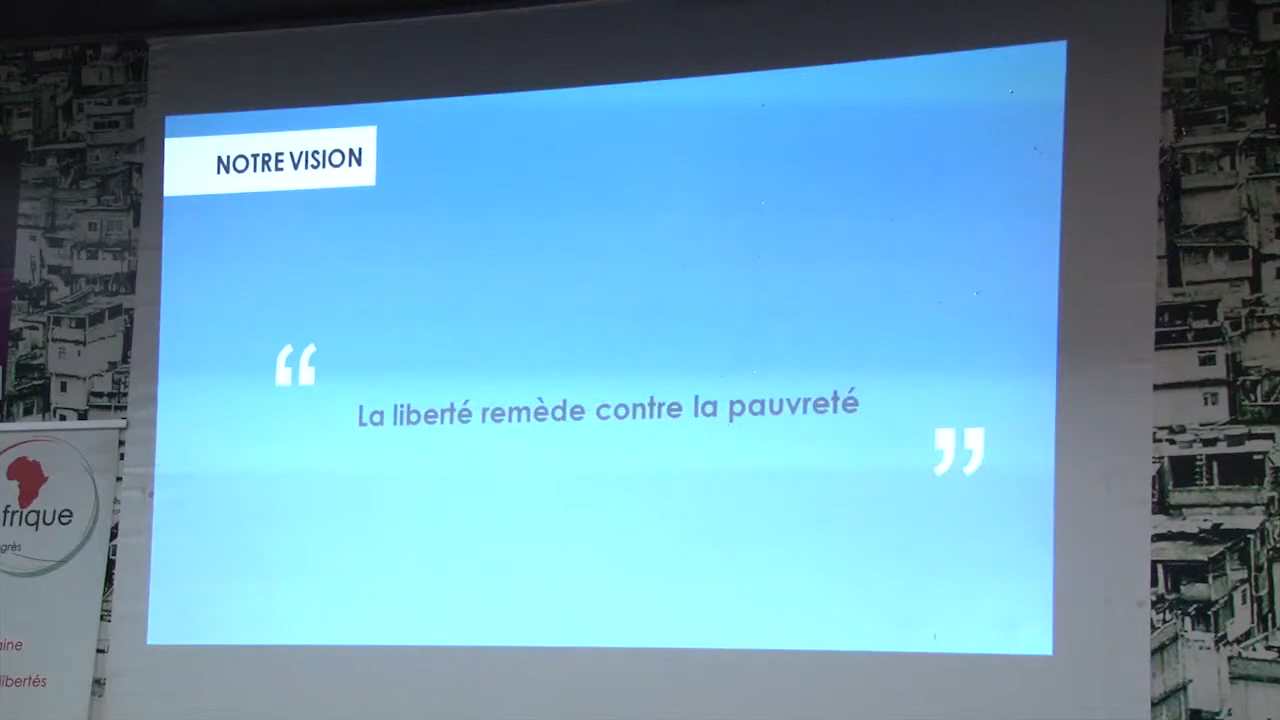 NOTRE VISION
“
La liberté remède contre la pauvreté
”
frique
libertés